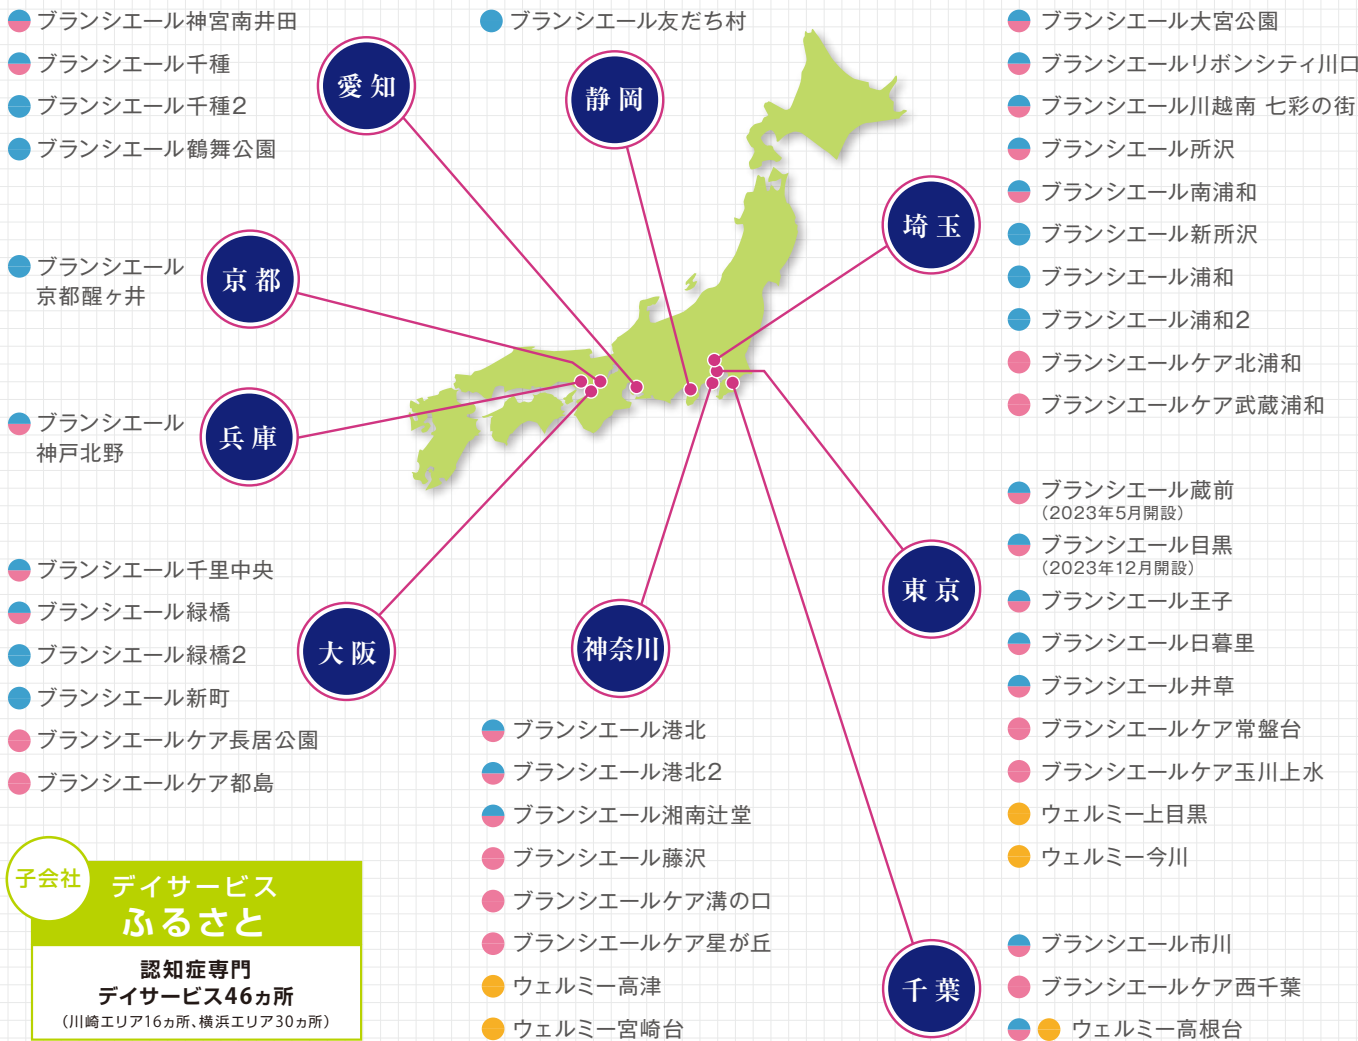 愛知
ブランシエール神宮南井田
ブランシエール千種
ブランシエール千種2
ブランシエール鶴舞公園
静岡
ブランシエール友だち村
京都
ブランシエール
京都醒ヶ井
兵庫
ブランシエール
神戸北野
大阪
ブランシエール千里中央
ブランシエール緑橋
ブランシエール緑橋2
ブランシエール新町
ブランシエールケア長居公園
ブランシエールケア都島
神奈川
ブランシエール港北
ブランシエール港北2
ブランシエール湘南辻堂
ブランシエール藤沢
ブランシエールケア溝の口
ブランシエールケア星が丘
ウェルミー高津
ウェルミー宮崎台
埼玉
ブランシエール大宮公園
ブランシエールリボンシティ川口
ブランシエール川越南 七彩の街
ブランシエール所沢
ブランシエール南浦和
ブランシエール新所沢
ブランシエール浦和
ブランシエール浦和2
ブランシエールケア北浦和
ブランシエールケア武蔵浦和
東京
ブランシエール蔵前
（2023年5月開設）
ブランシエール目黒
（2023年12月開設）
ブランシエール王子
ブランシエール日暮里
ブランシエール井草
ブランシエールケア常盤台
ブランシエールケア玉川上水
ウェルミー上目黒
ウェルミー今川
千葉
ブランシエール市川
ブランシエールケア西千葉
ウェルミー高根台
子会社
デイサービス
ふるさと
認知症専門
デイサービス46ヵ所
（川崎エリア16ヵ所、横浜エリア30ヵ所）